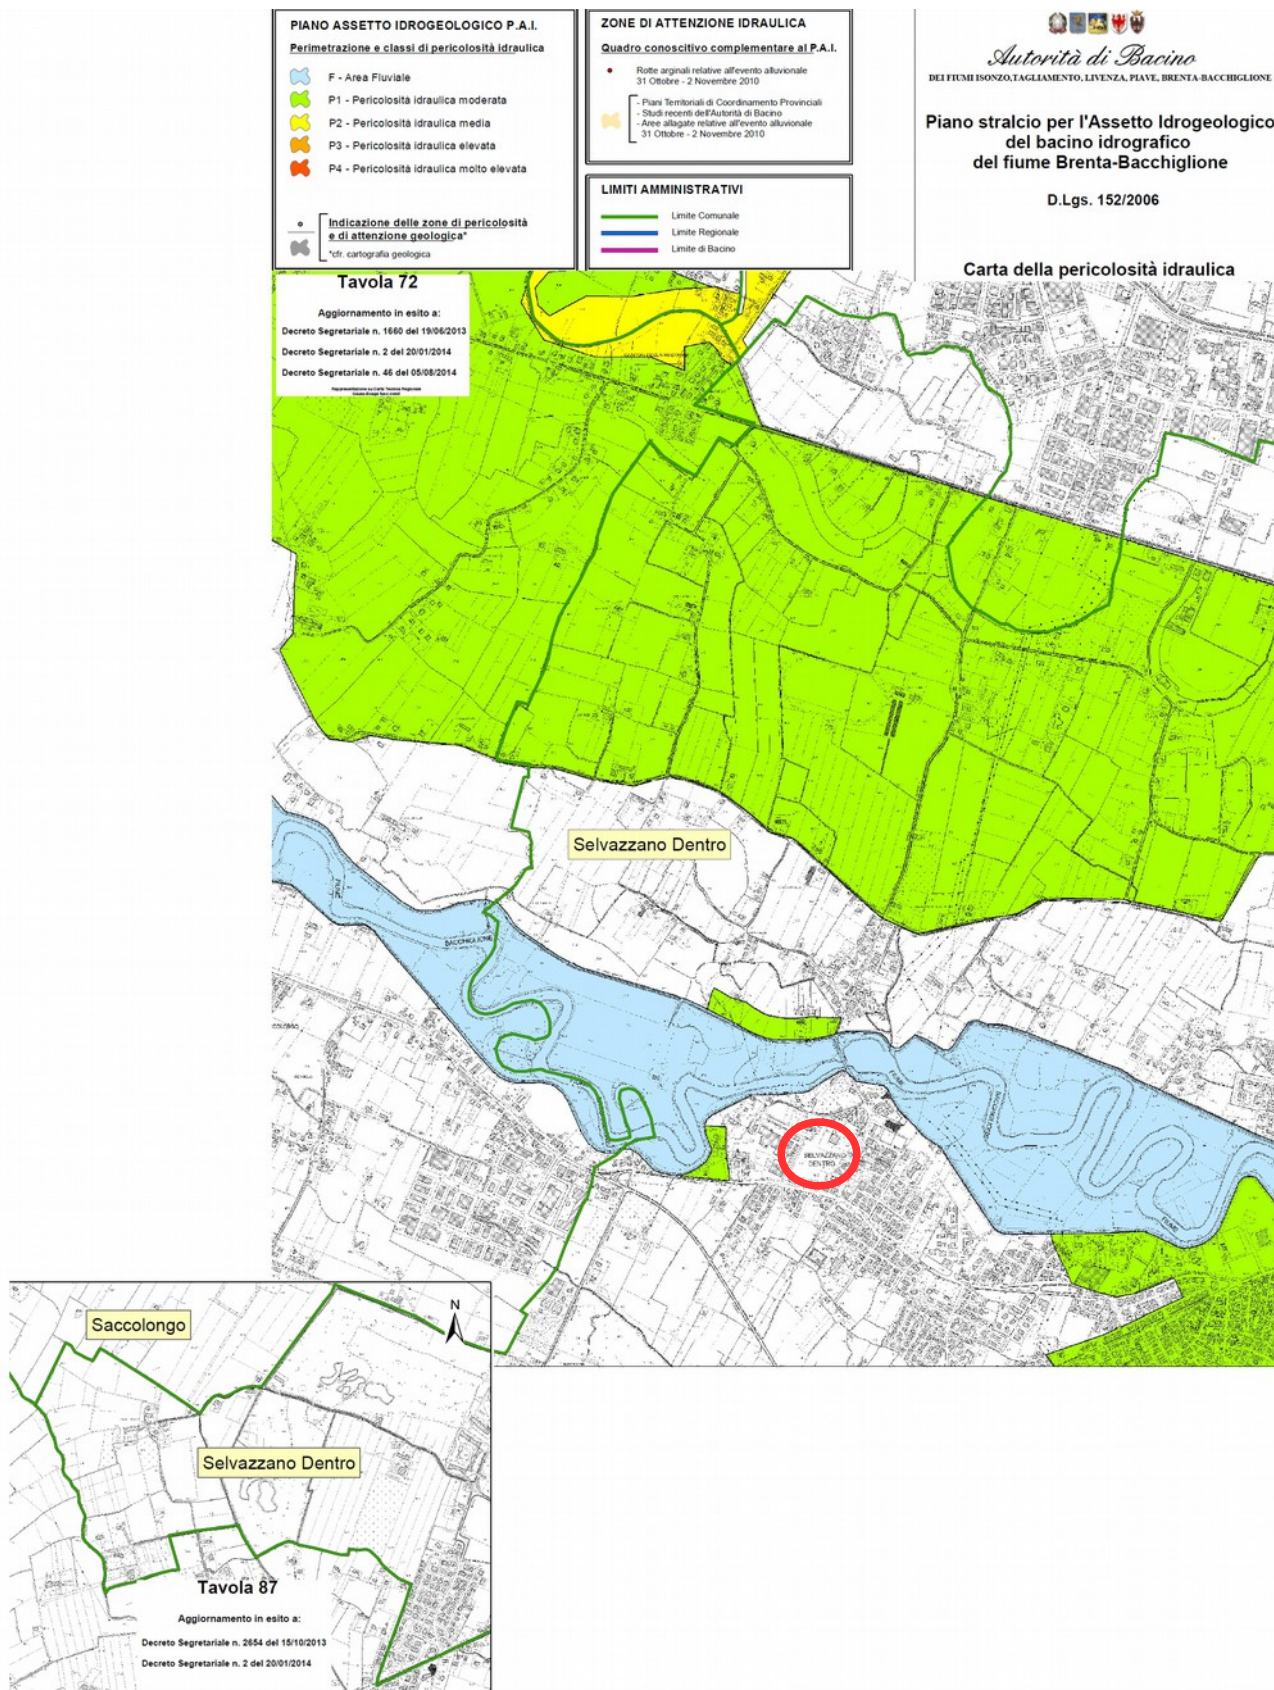 PIANO ASSETTO IDROGEOLOGICO P.A.I.
Perimetrazione e classi di pericolosità idraulica
F - Area Fluviale
P1 - Pericolosità idraulica moderata
P2 - Pericolosità idraulica media
P3 - Pericolosità idraulica elevata
P4 - Pericolosità idraulica molto elevata
Indicazione delle zone di pericolosità
e di attenzione geologica*
*cfr. cartografia geologica
ZONE DI ATTENZIONE IDRAULICA
Quadro conoscitivo complementare al P.A.I.
Rotte arginali relative all'evento alluvionale
31 Ottobre - 2 Novembre 2010
- Piani Territoriali di Coordinamento Provinciali
- Studi recenti dell'Autorità di Bacino
- Aree allagate relative all'evento alluvionale
31 Ottobre - 2 Novembre 2010
LIMITI AMMINISTRATIVI
Limite Comunale
Limite Regionale
Limite di Bacino
Autorità di Bacino
DEI FIUMI ISONZO, TAGLIAMENTO, LIVENZA, PIAVE, BRENTA-BACCHIGLIONE
Piano stralcio per l'Assetto Idrogeologico
del bacino idrografico
del fiume Brenta-Bacchiglione
D.Lgs. 152/2006
Carta della pericolosità idraulica
Tavola 72
Aggiornamento in esito a:
Decreto Segretariale n. 1660 del 19/06/2013
Decreto Segretariale n. 2 del 20/01/2014
Decreto Segretariale n. 46 del 05/08/2014
Selvazzano Dentro
FIUME
BACCHIGLIONE
FIUME
BACCHIGLIONE
FIUME
SELVAZZANO
DENTRO
Saccolongo
N
Selvazzano Dentro
Tavola 87
Aggiornamento in esito a:
Decreto Segretariale n. 2654 del 15/10/2013
Decreto Segretariale n. 2 del 20/01/2014